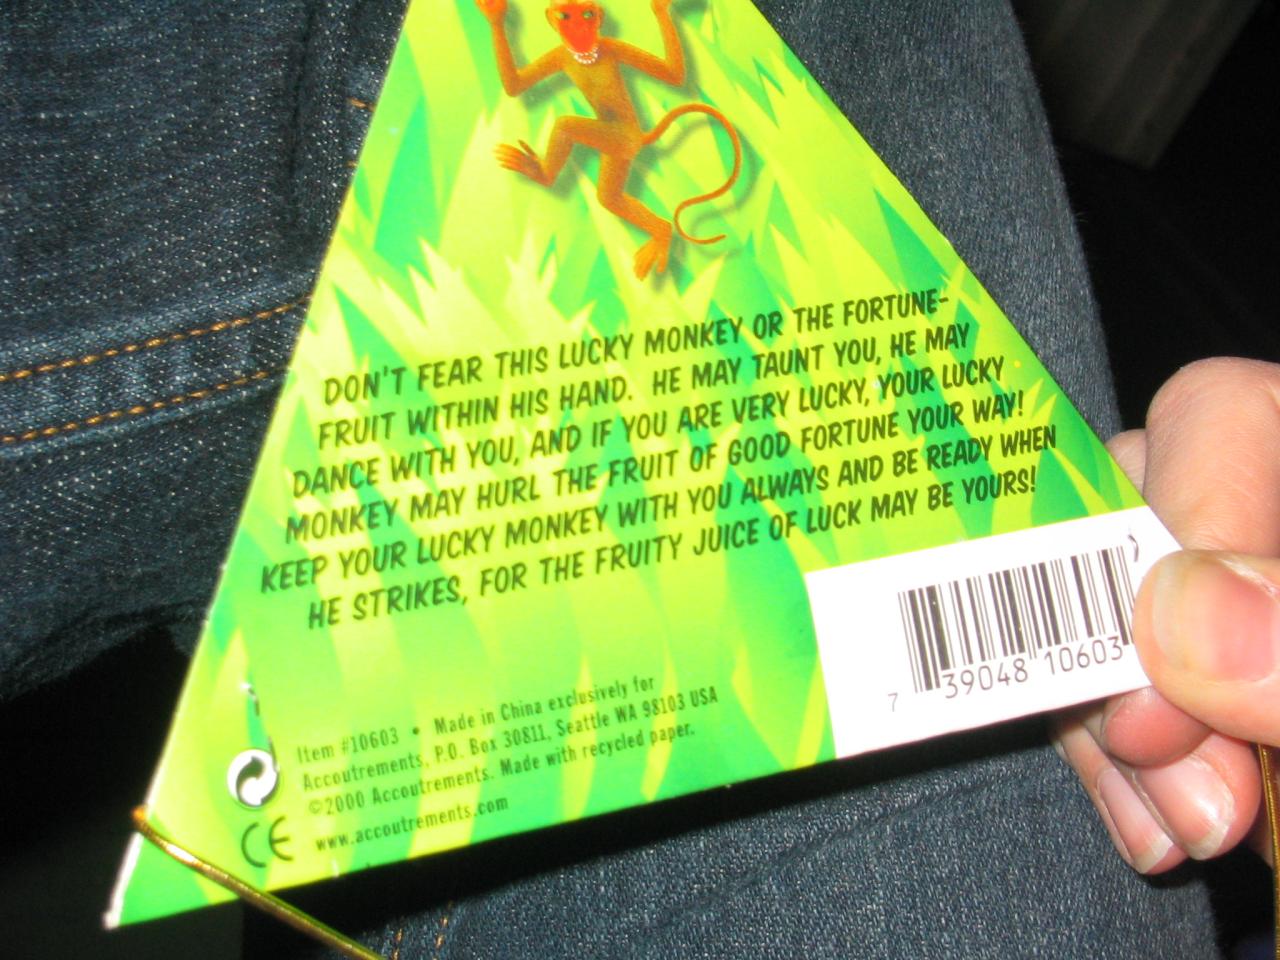 DON'T FEAR THIS LUCKY MONKEY OR THE FORTUNE-
FRUIT WITHIN HIS HAND. HE MAY TAUNT YOU, HE MAY
DANCE WITH YOU, AND IF YOU ARE VERY LUCKY, YOUR LUCKY
MONKEY MAY HURL THE FRUIT OF GOOD FORTUNE YOUR WAY!
KEEP YOUR LUCKY MONKEY WITH YOU ALWAYS AND BE READY WHEN
HE STRIKES, FOR THE FRUITY JUICE OF LUCK MAY BE YOURS!
7 39048 10603
Item #10603 • Made in China exclusively for
Accoutrements, P.O. Box 30811, Seattle WA 98103 USA
©2000 Accoutrements. Made with recycled paper.
CE www.accoutrements.com